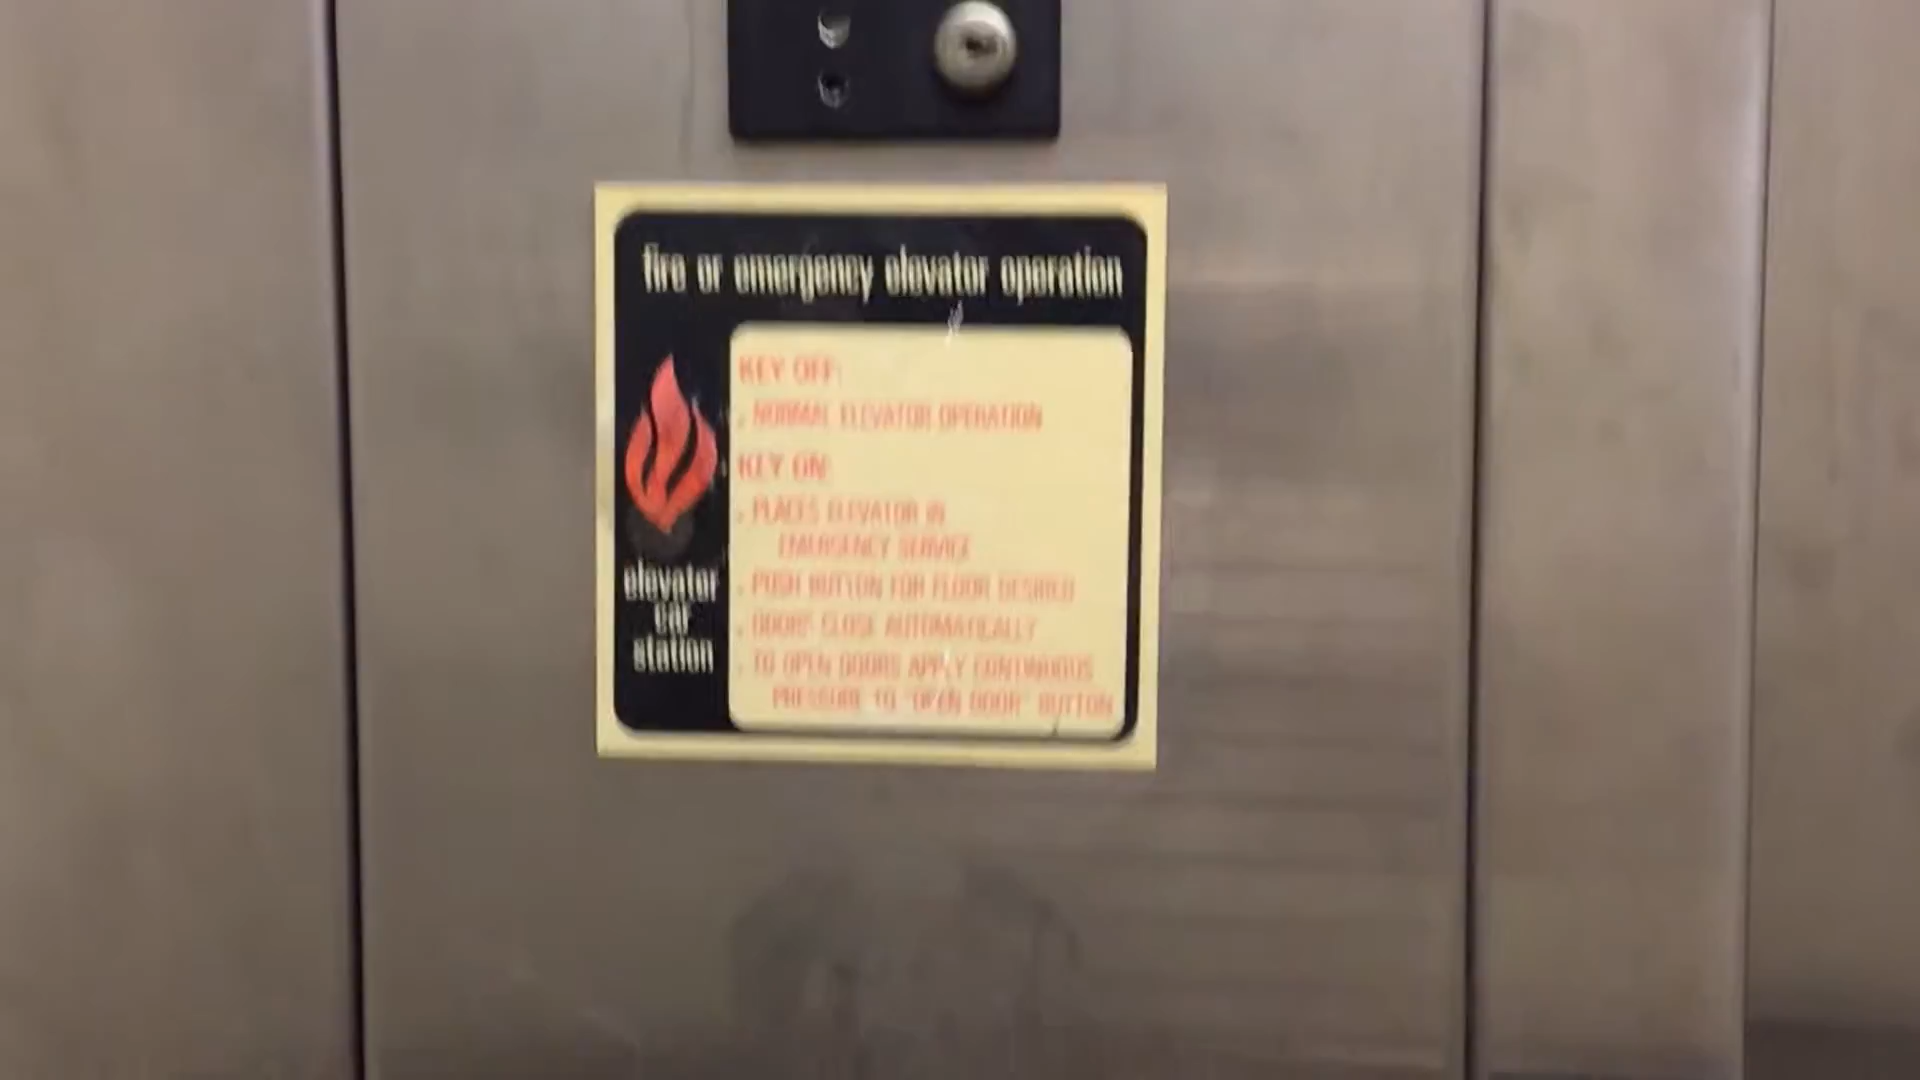 fire or emergency elevator operation
KEY OFF:
. NORMAL ELEVATOR OPERATION
KEY ON:
. PLACES ELEVATOR IN
EMERGENCY SERVICE
. PUSH BUTTON FOR FLOOR DESIRED
. DOORS CLOSE AUTOMATICALLY
. TO OPEN DOORS APPLY CONTINUOUS
PRESSURE TO "OPEN DOOR" BUTTON
elevator
car
station